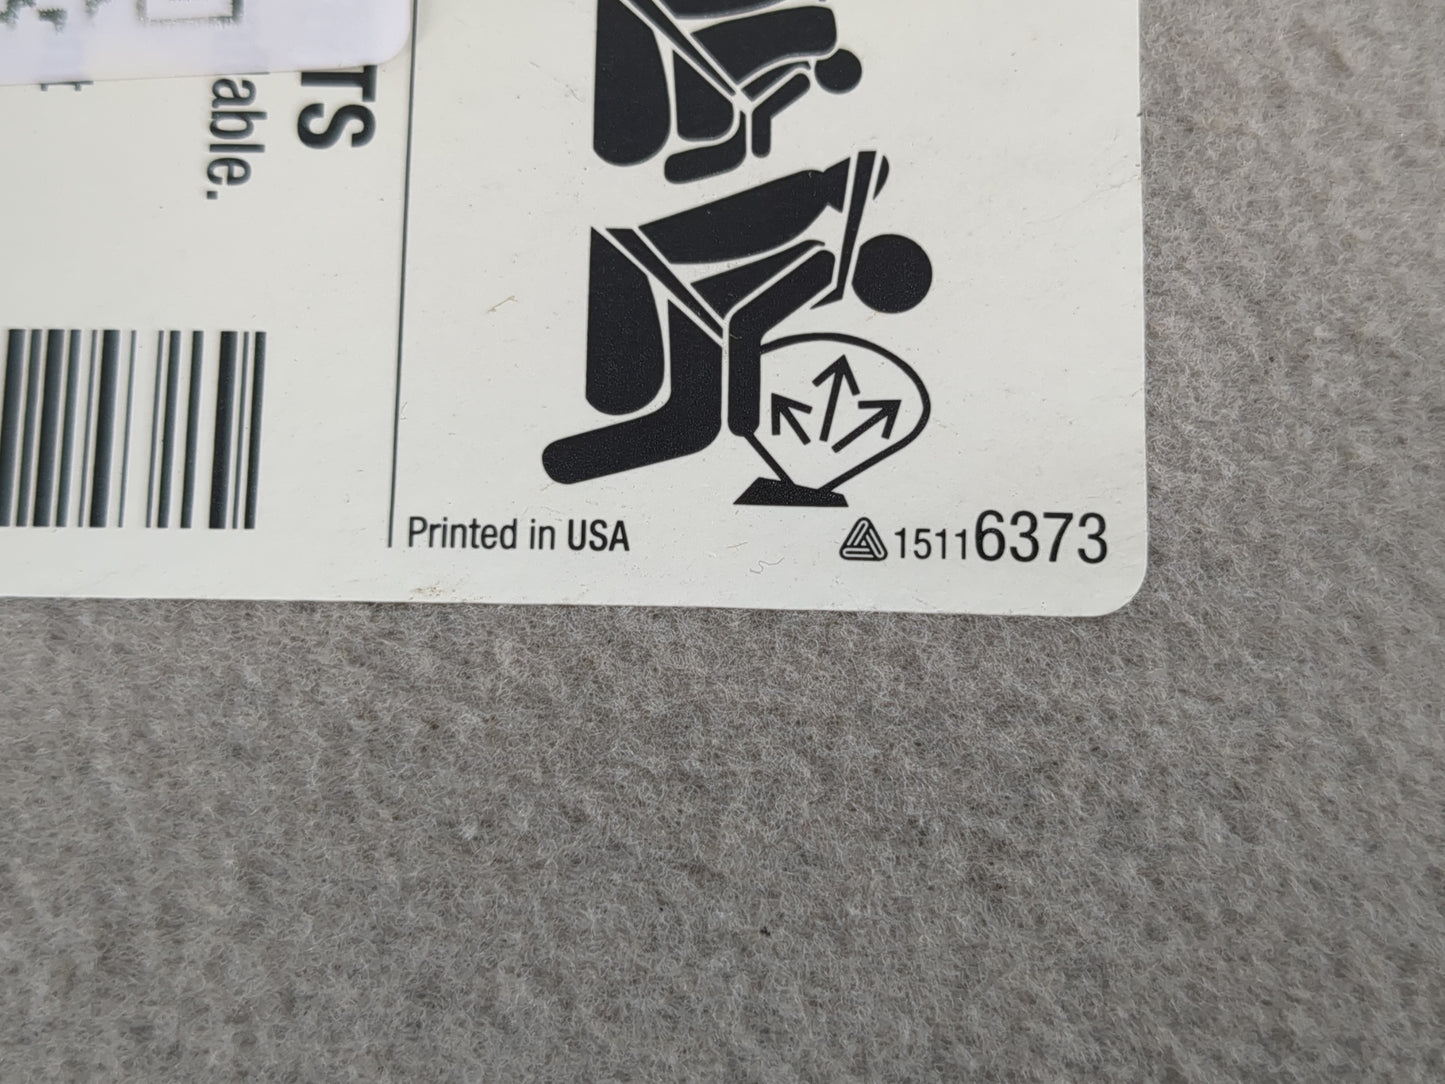 TS
able.
Printed in USA
15116373